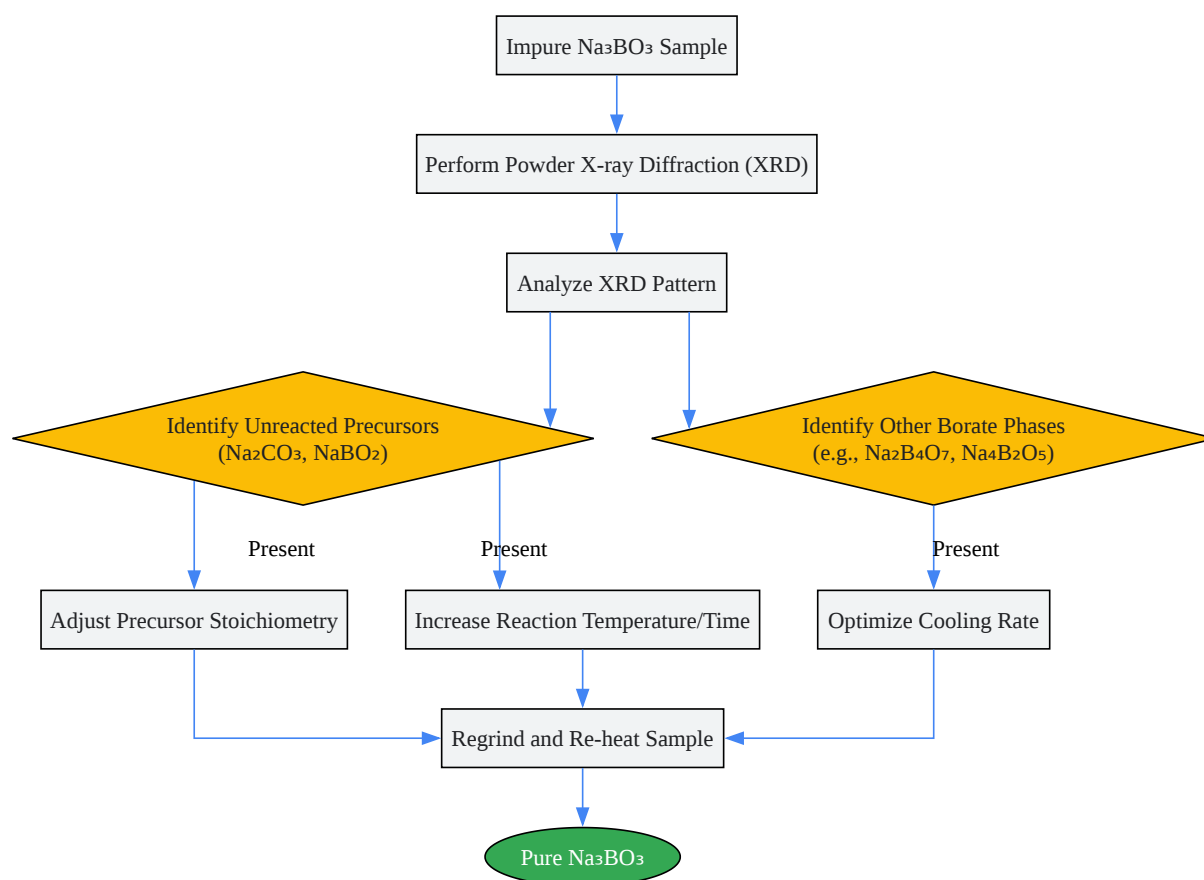 Impure Na₃BO₃ Sample
Perform Powder X-ray Diffraction (XRD)
Analyze XRD Pattern
Identify Unreacted Precursors
(Na₂CO₃, NaBO₂)
Identify Other Borate Phases
(e.g., Na₂B₄O₇, Na₄B₂O₅)
Present
Present
Present
Adjust Precursor Stoichiometry
Increase Reaction Temperature/Time
Optimize Cooling Rate
Regrind and Re-heat Sample
Pure Na₃BO₃